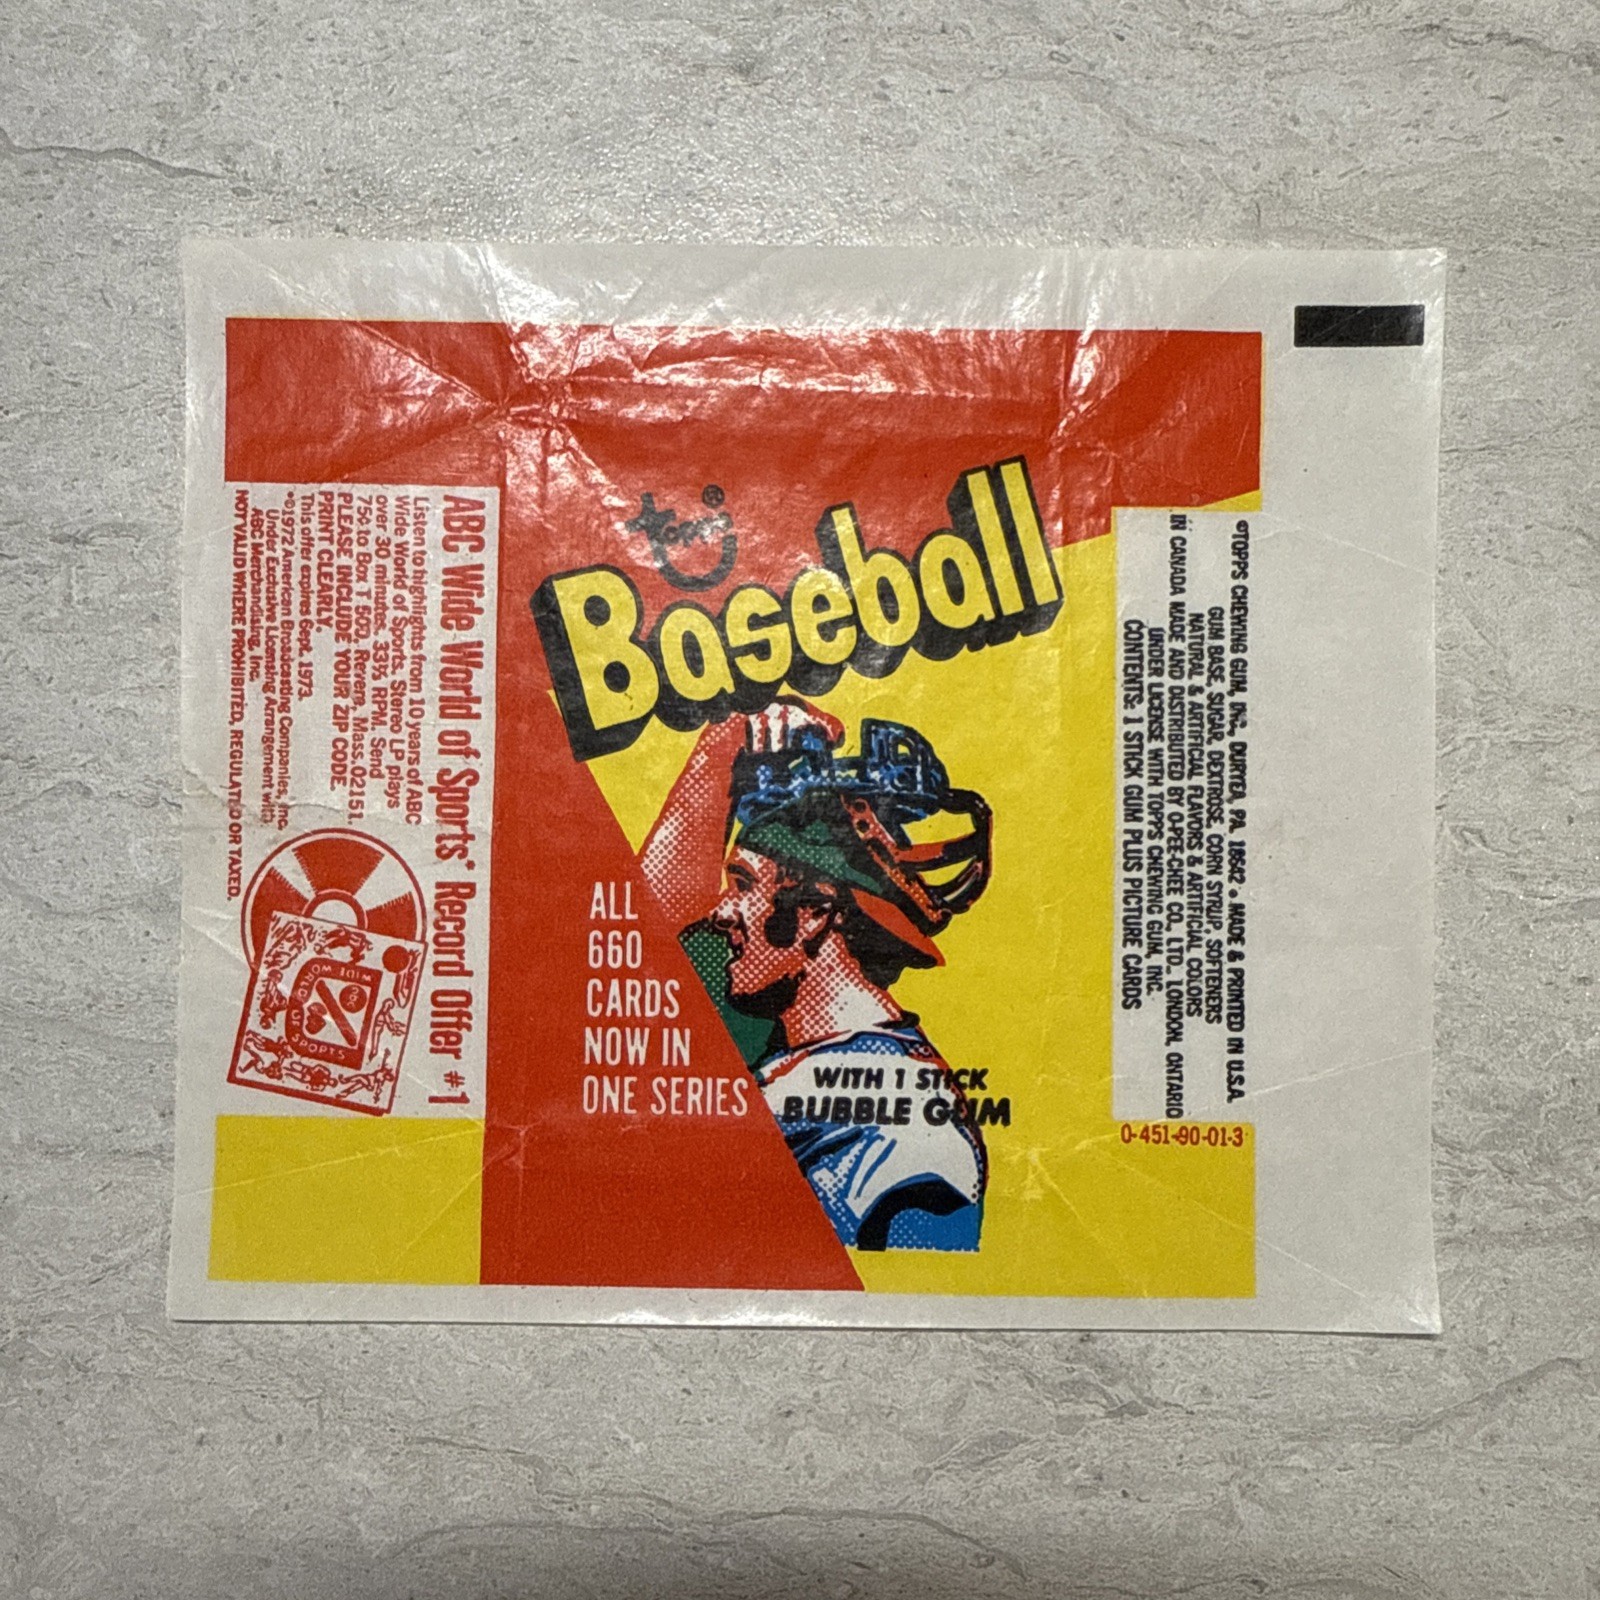 topps®
Baseball
ALL
660
CARDS
NOW IN
ONE SERIES
WITH 1 STICK
BUBBLE GUM
ABC Wide World of Sports* Record Offer #1
Listen to highlights from 10 years of ABC
Wide World of Sports. Stereo LP plays
over 30 minutes. 33⅓ RPM. Send
75¢ to Box T 500, Revere, Mass. 02151.
PLEASE INCLUDE YOUR ZIP CODE.
PRINT CLEARLY.
This offer expires Sept. 1973.
*©1972 American Broadcasting Companies, Inc.
Under Exclusive Licensing Arrangement with
ABC Merchandising, Inc.
NOT VALID WHERE PROHIBITED, REGULATED OR TAXED.
WIDE WORLD OF SPORTS
©TOPPS CHEWING GUM, INC., DURYEA, PA. 18642 • MADE & PRINTED IN U.S.A.
GUM BASE, SUGAR, DEXTROSE, CORN SYRUP, SOFTENERS
NATURAL & ARTIFICIAL FLAVORS & ARTIFICIAL COLORS
IN CANADA MADE AND DISTRIBUTED BY O-PEE-CHEE CO., LTD., LONDON, ONTARIO
UNDER LICENSE WITH TOPPS CHEWING GUM, INC.
CONTENTS: 1 STICK GUM PLUS PICTURE CARDS
0-451-90-01-3